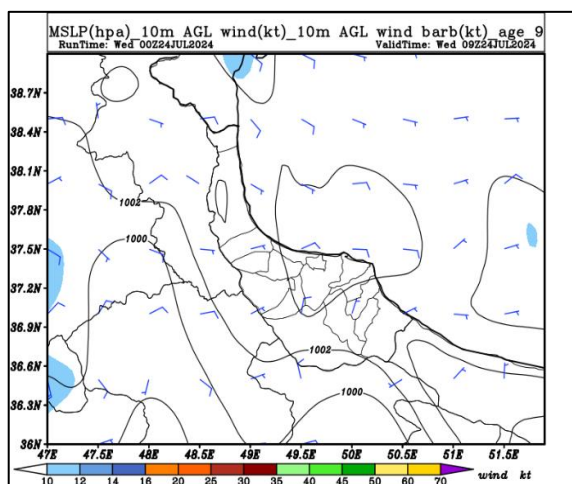 MSLP(hpa)_10m AGL wind(kt)_10m AGL wind barb(kt)_age_9
RunTime: Wed 00Z24JUL2024 ValidTime: Wed 09Z24JUL2024
38.7N
38.4N
38.1N
37.8N
37.5N
37.2N
36.9N
36.6N
36.3N
36N
1002
1000
1002
1000
47E 47.5E 48E 48.5E 49E 49.5E 50E 50.5E 51E 51.5E
10 12 14 16 20 25 30 35 40 45 50 60 70 wind kt